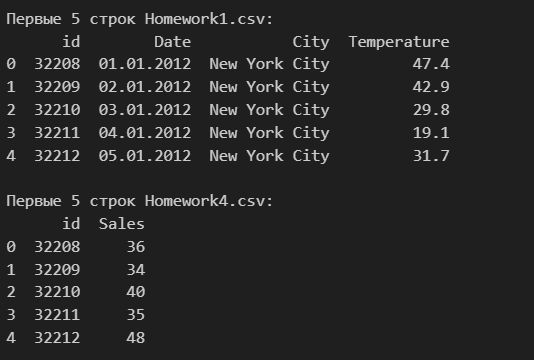 Первые 5 строк Homework1.csv:
id Date City Temperature
0 32208 01.01.2012 New York City 47.4
1 32209 02.01.2012 New York City 42.9
2 32210 03.01.2012 New York City 29.8
3 32211 04.01.2012 New York City 19.1
4 32212 05.01.2012 New York City 31.7
Первые 5 строк Homework4.csv:
id Sales
0 32208 36
1 32209 34
2 32210 40
3 32211 35
4 32212 48